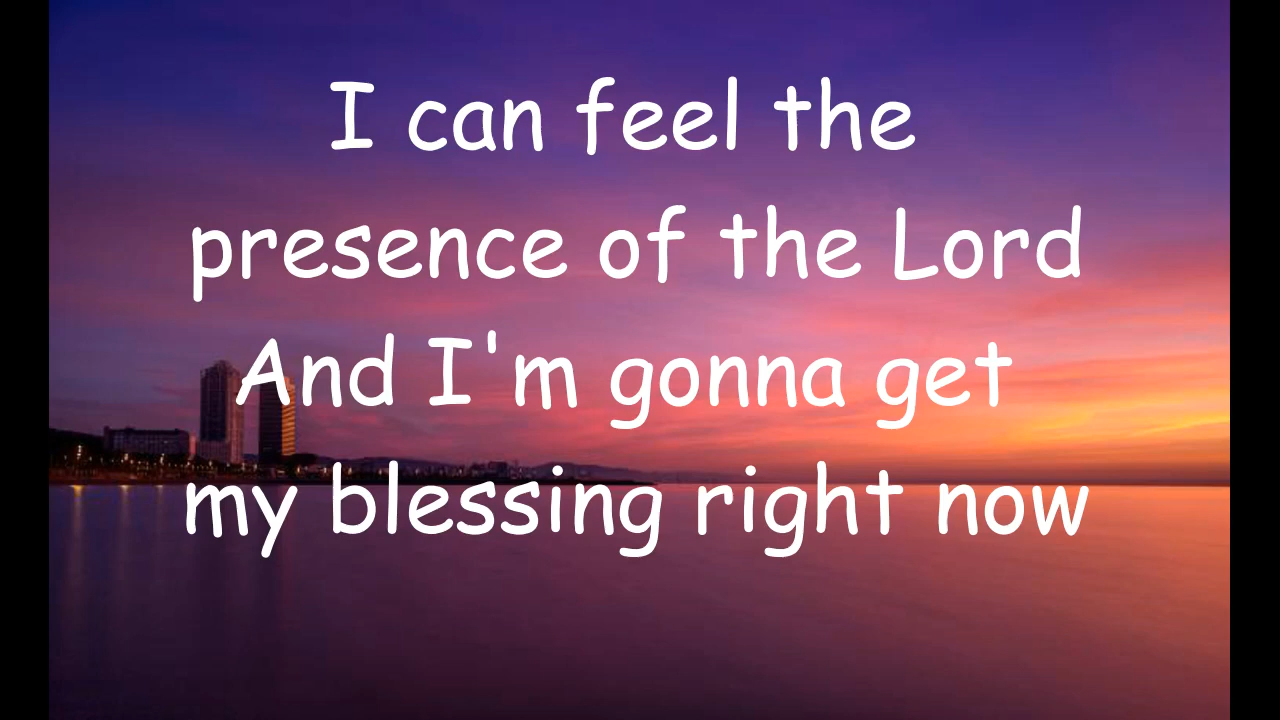 I can feel the
presence of the Lord
And I'm gonna get
my blessing right now